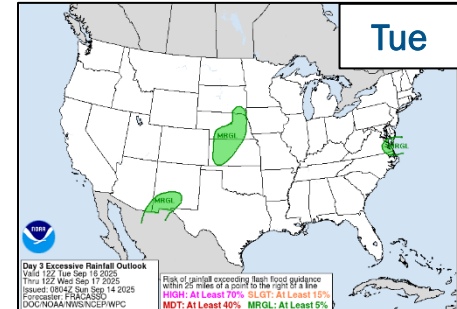 Tue
MRGL
MRGL
MRGL
NOAA
Day 3 Excessive Rainfall Outlook
Valid 12Z Tue Sep 16 2025
Thru 12Z Wed Sep 17 2025
Issued: 0804Z Sun Sep 14 2025
Forecaster: FRACASSO
DOC/NOAA/NWS/NCEP/WPC
Risk of rainfall exceeding flash flood guidance
within 25 miles of a point to the right of a line
HIGH: At Least 70% SLGT: At Least 15%
MDT: At Least 40% MRGL: At Least 5%